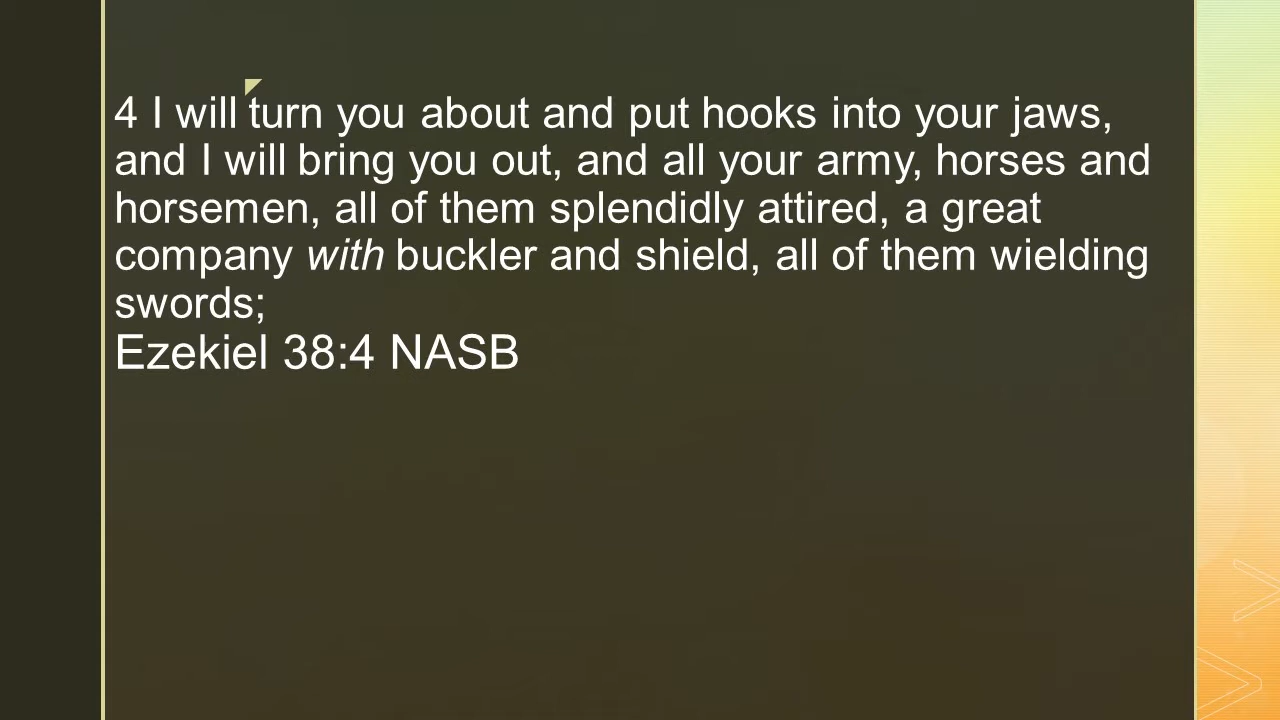 4 I will turn you about and put hooks into your jaws,
and I will bring you out, and all your army, horses and
horsemen, all of them splendidly attired, a great
company with buckler and shield, all of them wielding
swords;
Ezekiel 38:4 NASB